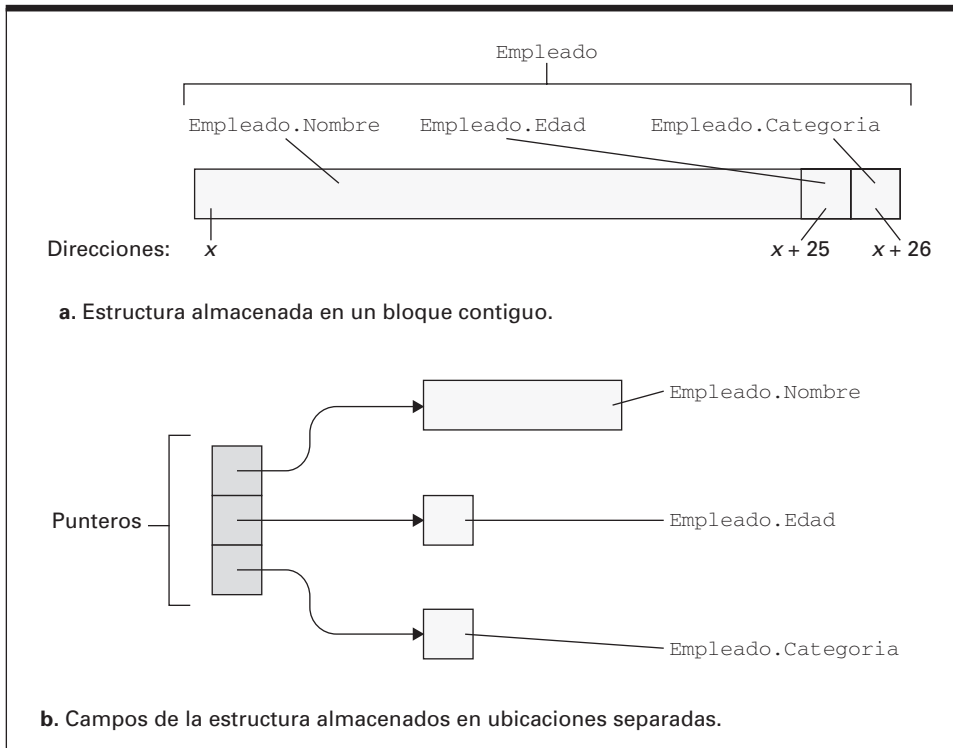 Empleado
Empleado.Nombre Empleado.Edad Empleado.Categoria
Direcciones: x x + 25 x + 26
a. Estructura almacenada en un bloque contiguo.
Empleado.Nombre
Punteros Empleado.Edad
Empleado.Categoria
b. Campos de la estructura almacenados en ubicaciones separadas.